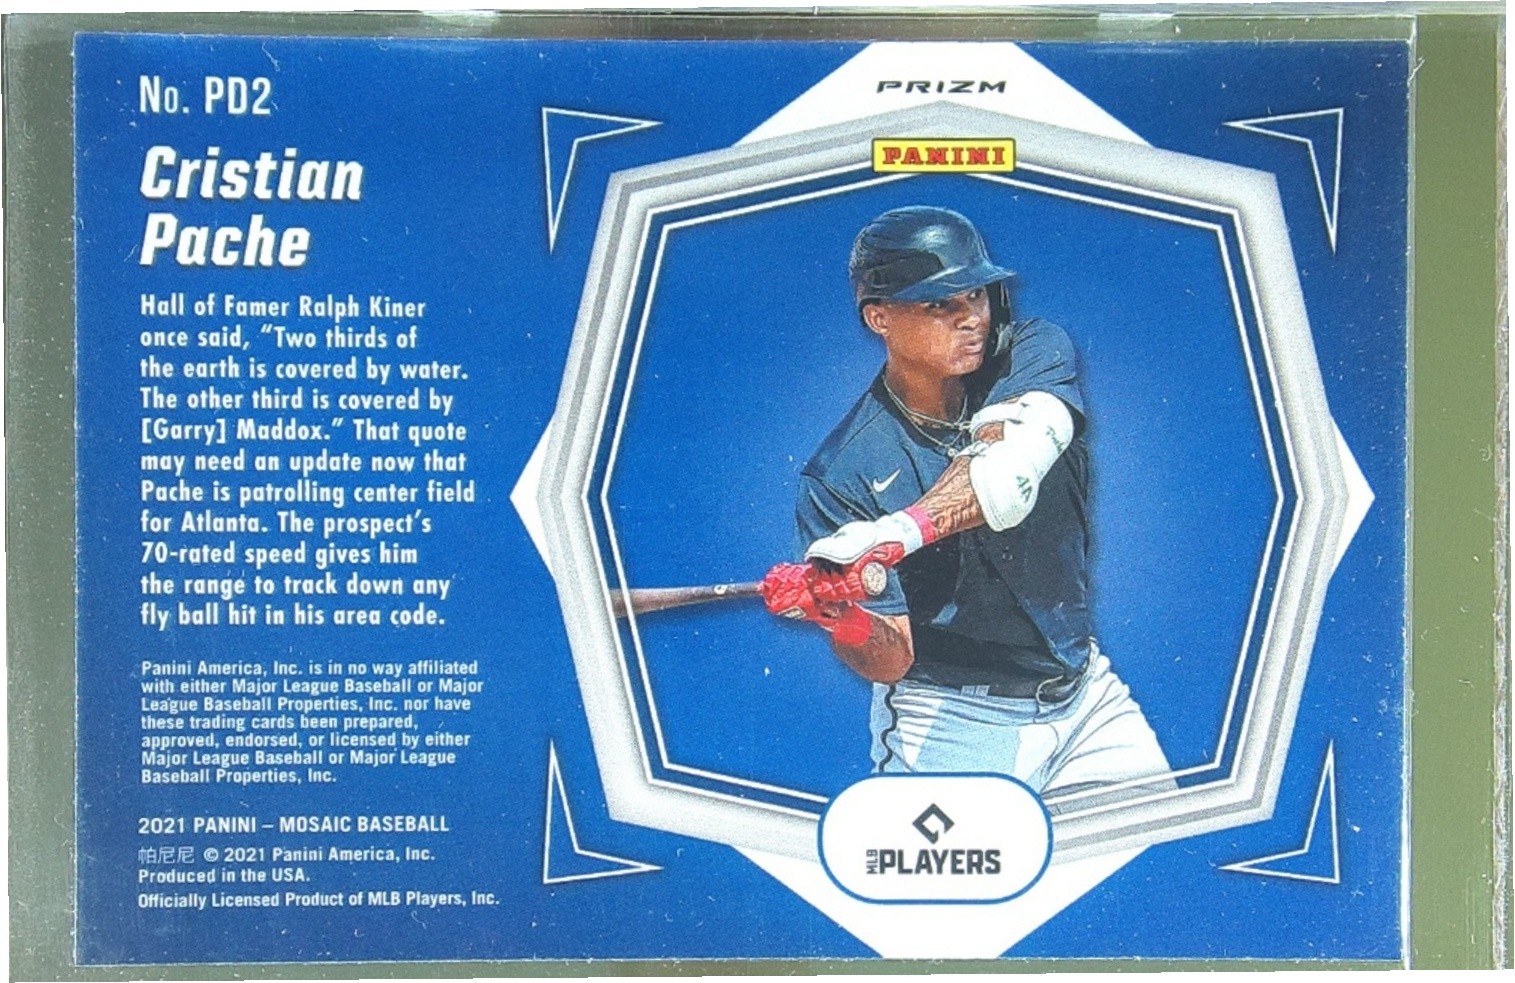 No. PD2
Cristian
Pache
Hall of Famer Ralph Kiner
once said, "Two thirds of
the earth is covered by water.
The other third is covered by
[Garry] Maddox." That quote
may need an update now that
Pache is patrolling center field
for Atlanta. The prospect's
70-rated speed gives him
the range to track down any
fly ball hit in his area code.
Panini America, Inc. is in no way affiliated
with either Major League Baseball or Major
League Baseball Properties, Inc. nor have
these trading cards been prepared,
approved, endorsed, or licensed by either
Major League Baseball or Major League
Baseball Properties, Inc.
2021 PANINI – MOSAIC BASEBALL
帕尼尼 © 2021 Panini America, Inc.
Produced in the USA.
Officially Licensed Product of MLB Players, Inc.
PRIZM
PANINI
MLB PLAYERS